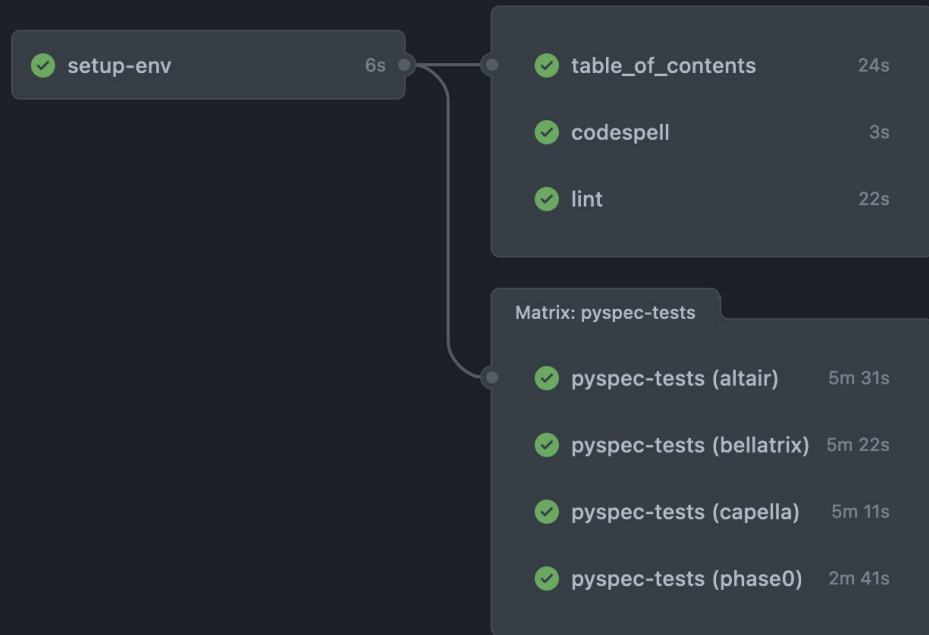 setup-env 6s
table_of_contents 24s
codespell 3s
lint 22s
Matrix: pyspec-tests
pyspec-tests (altair) 5m 31s
pyspec-tests (bellatrix) 5m 22s
pyspec-tests (capella) 5m 11s
pyspec-tests (phase0) 2m 41s